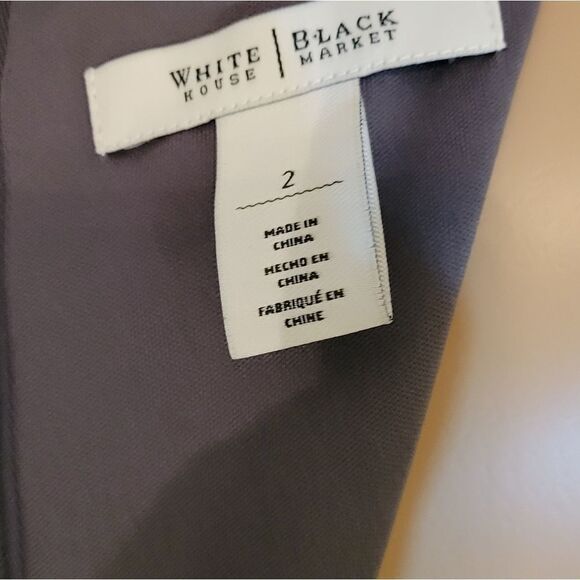 WHITE HOUSE | BLACK MARKET
2
MADE IN
CHINA
HECHO EN
CHINA
FABRIQUÉ EN
CHINE